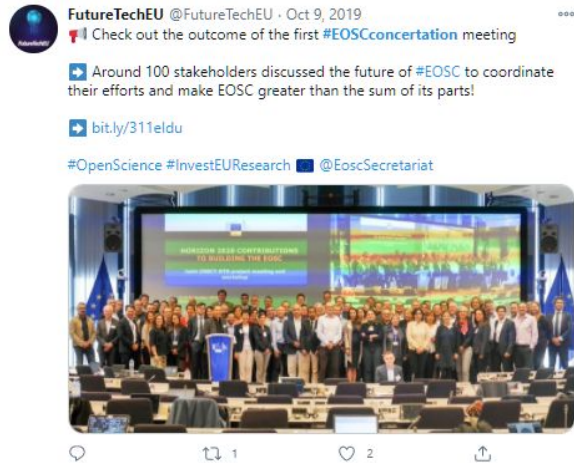 FutureTechEU @FutureTechEU · Oct 9, 2019
Check out the outcome of the first #EOSCconcertation meeting
Around 100 stakeholders discussed the future of #EOSC to coordinate
their efforts and make EOSC greater than the sum of its parts!
bit.ly/311eldu
#OpenScience #InvestEUResearch @EoscSecretariat
FutureTechEU
HORIZON 2020 CONTRIBUTIONS
TO BUILDING THE EOSC
1
2